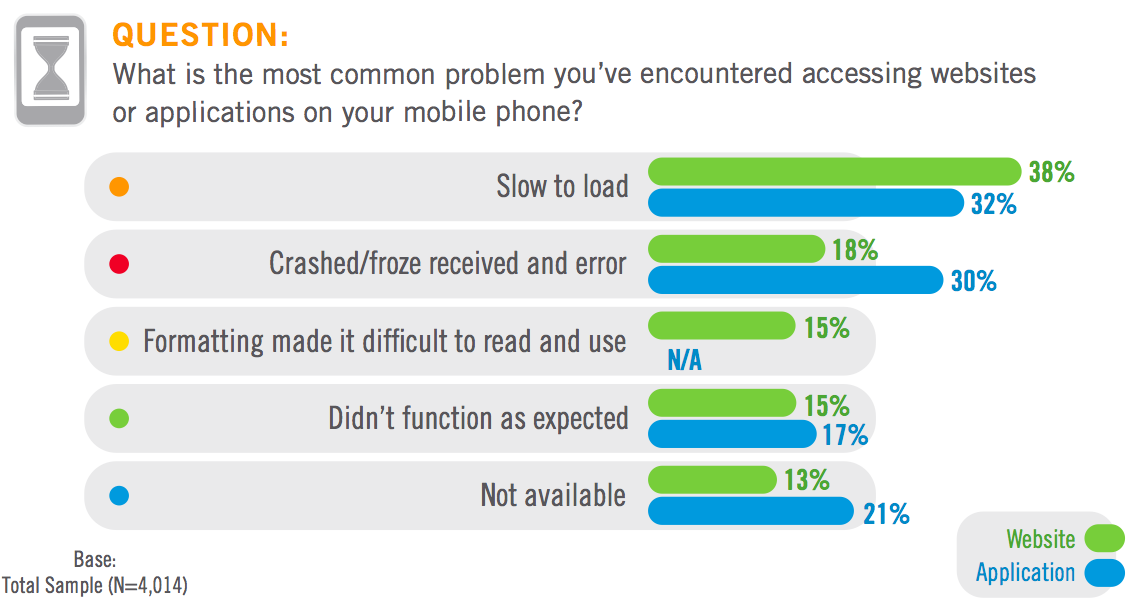 QUESTION:
What is the most common problem you've encountered accessing websites
or applications on your mobile phone?
Slow to load
38%
32%
Crashed/froze received and error
18%
30%
Formatting made it difficult to read and use
15%
N/A
Didn't function as expected
15%
17%
Not available
13%
21%
Website
Application
Base:
Total Sample (N=4,014)